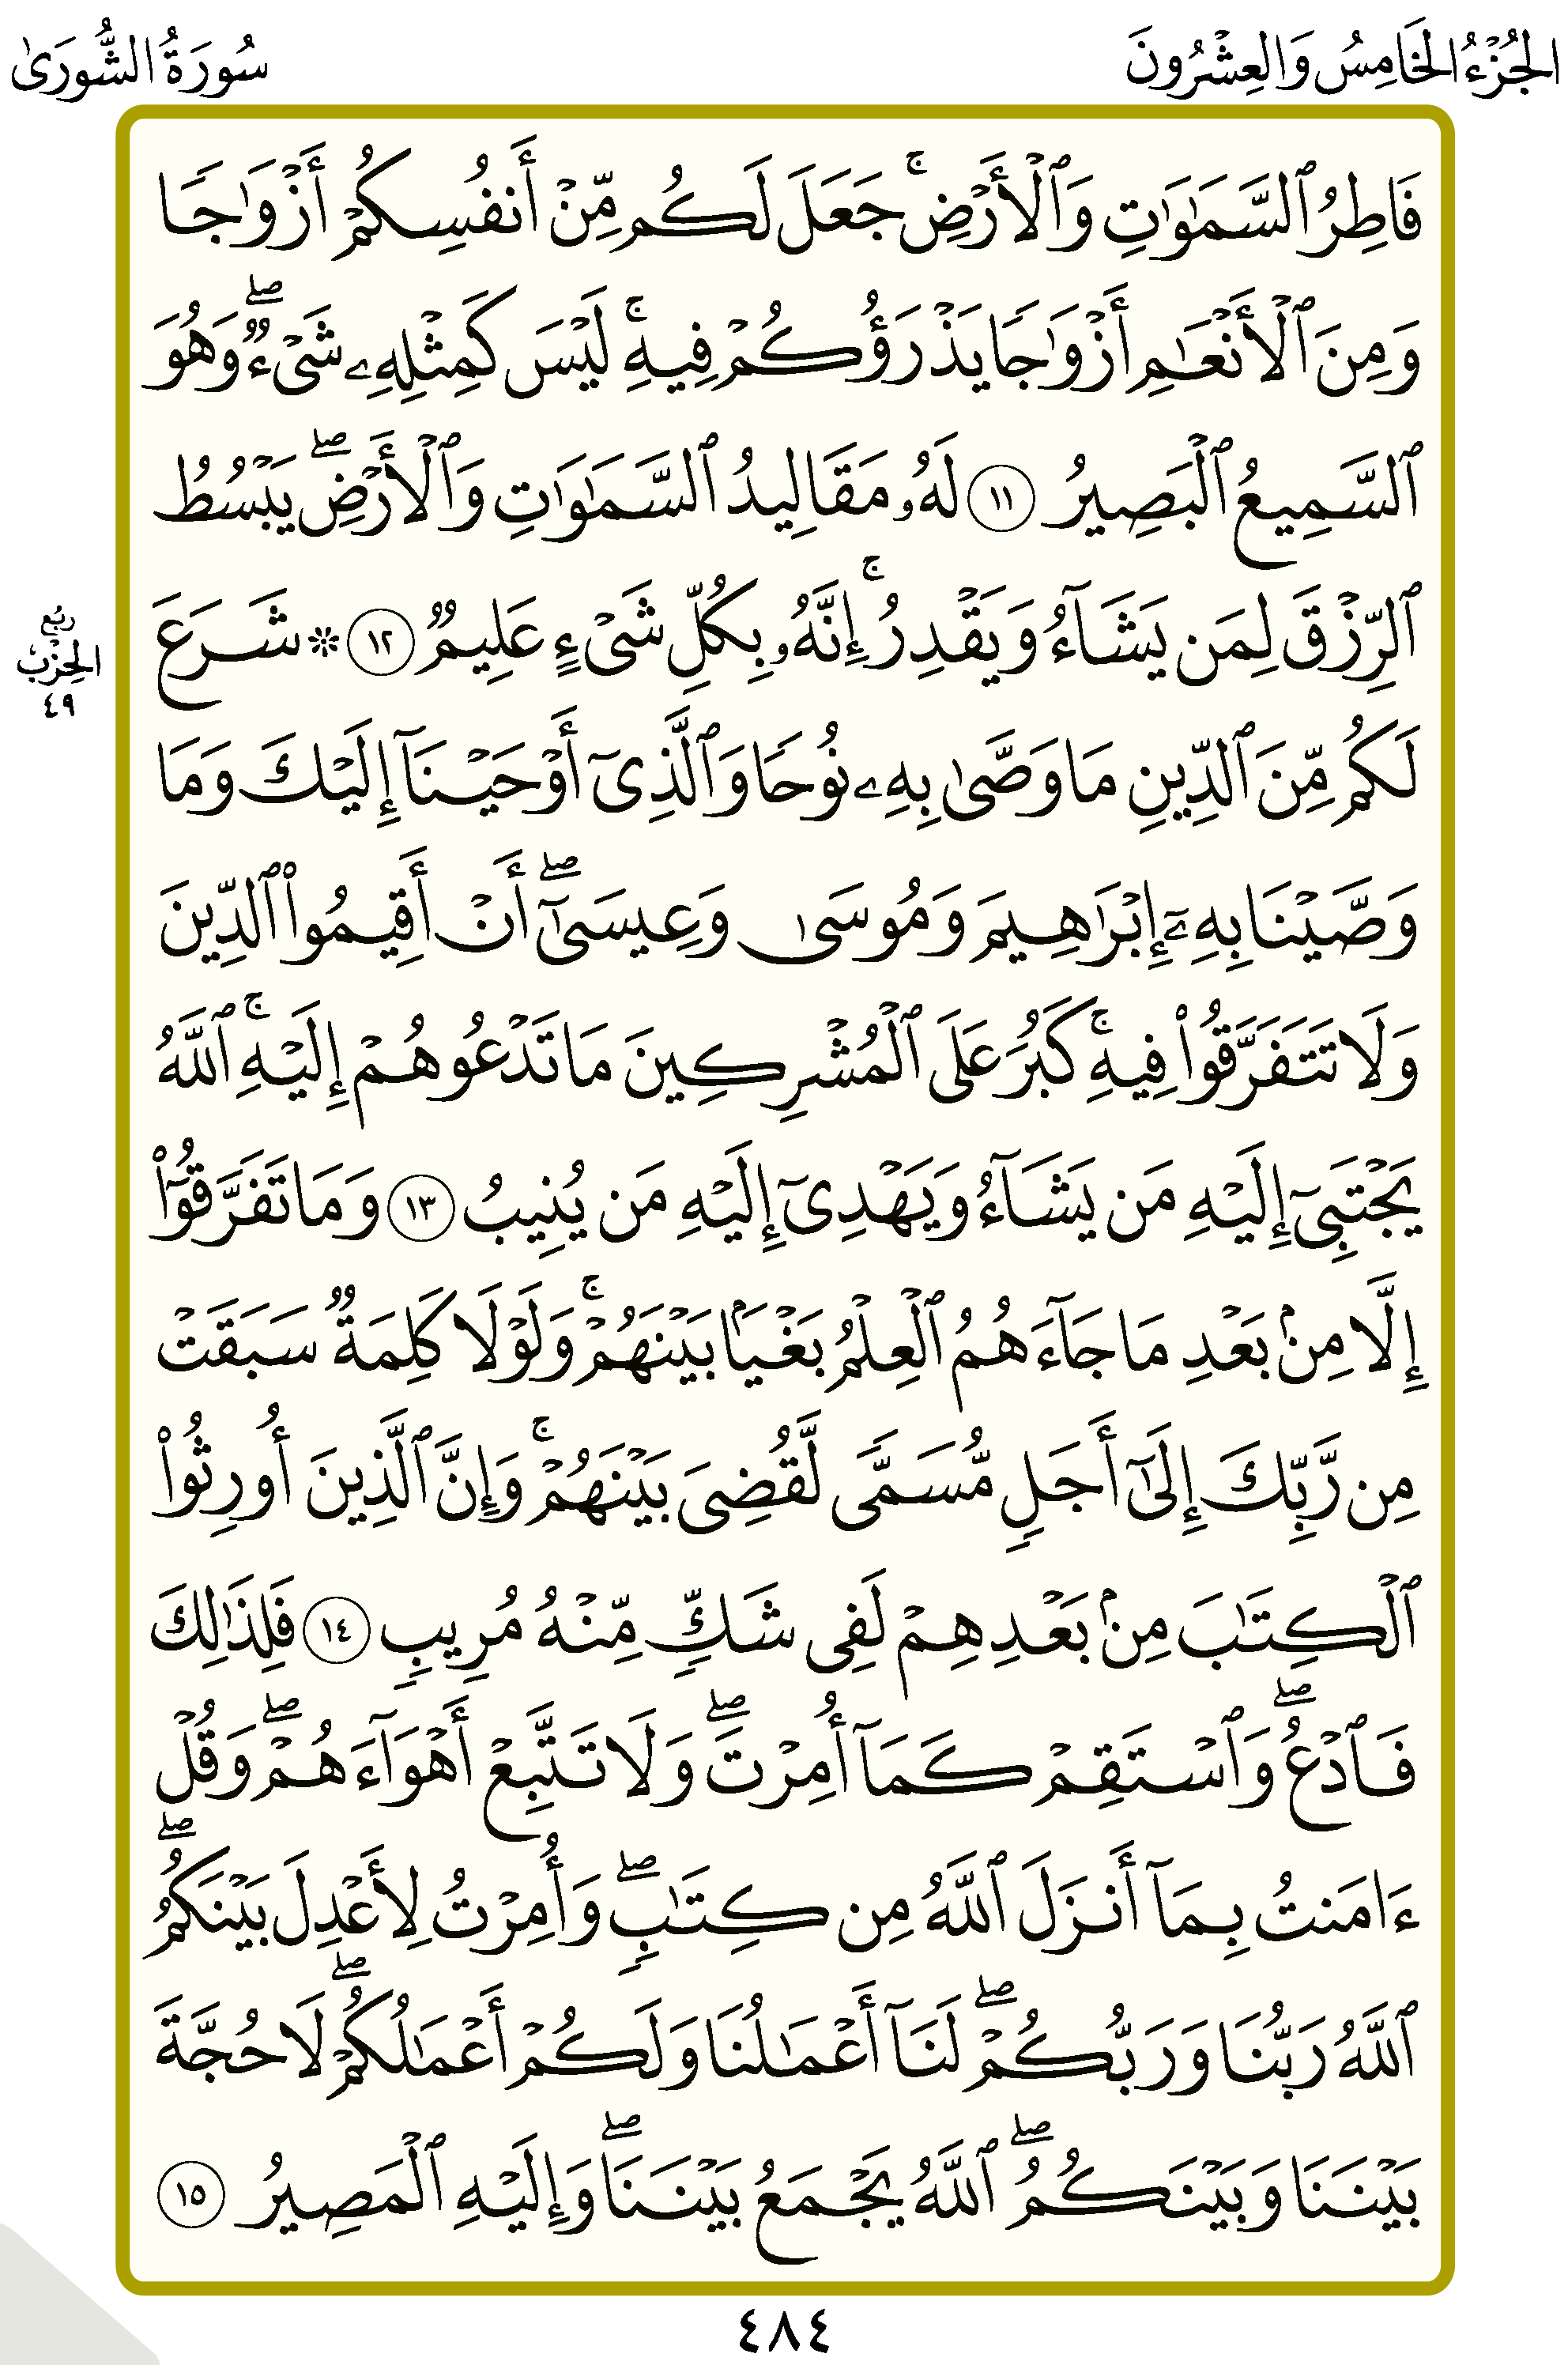 الجُزْءُ الخَامِسُ وَالعِشْرُونَ
سُورَةُ الشُّورَىٰ
فَاطِرُ ٱلسَّمَٰوَٰتِ وَٱلۡأَرۡضِۚ جَعَلَ لَكُم مِّنۡ أَنفُسِكُمۡ أَزۡوَٰجٗا
وَمِنَ ٱلۡأَنۡعَٰمِ أَزۡوَٰجٗا يَذۡرَؤُكُمۡ فِيهِۚ لَيۡسَ كَمِثۡلِهِۦ شَيۡءٞۖ وَهُوَ
ٱلسَّمِيعُ ٱلۡبَصِيرُ ١١ لَهُۥ مَقَالِيدُ ٱلسَّمَٰوَٰتِ وَٱلۡأَرۡضِۖ يَبۡسُطُ
ٱلرِّزۡقَ لِمَن يَشَآءُ وَيَقۡدِرُۚ إِنَّهُۥ بِكُلِّ شَيۡءٍ عَلِيمٞ ١٢ ۞ شَرَعَ
رُبُع
الحِزْب
٤٩
لَكُم مِّنَ ٱلدِّينِ مَا وَصَّىٰ بِهِۦ نُوحٗا وَٱلَّذِيٓ أَوۡحَيۡنَآ إِلَيۡكَ وَمَا
وَصَّيۡنَا بِهِۦٓ إِبۡرَٰهِيمَ وَمُوسَىٰ وَعِيسَىٰٓۖ أَنۡ أَقِيمُواْ ٱلدِّينَ
وَلَا تَتَفَرَّقُواْ فِيهِۚ كَبُرَ عَلَى ٱلۡمُشۡرِكِينَ مَا تَدۡعُوهُمۡ إِلَيۡهِۚ ٱللَّهُ
يَجۡتَبِيٓ إِلَيۡهِ مَن يَشَآءُ وَيَهۡدِيٓ إِلَيۡهِ مَن يُنِيبُ ١٣ وَمَا تَفَرَّقُوٓاْ
إِلَّا مِنۢ بَعۡدِ مَا جَآءَهُمُ ٱلۡعِلۡمُ بَغۡيَۢا بَيۡنَهُمۡۚ وَلَوۡلَا كَلِمَةٞ سَبَقَتۡ
مِن رَّبِّكَ إِلَىٰٓ أَجَلٖ مُّسَمّٗى لَّقُضِيَ بَيۡنَهُمۡۚ وَإِنَّ ٱلَّذِينَ أُورِثُواْ
ٱلۡكِتَٰبَ مِنۢ بَعۡدِهِمۡ لَفِي شَكّٖ مِّنۡهُ مُرِيبٖ ١٤ فَلِذَٰلِكَ
فَٱدۡعُۖ وَٱسۡتَقِمۡ كَمَآ أُمِرۡتَۖ وَلَا تَتَّبِعۡ أَهۡوَآءَهُمۡۖ وَقُلۡ
ءَامَنتُ بِمَآ أَنزَلَ ٱللَّهُ مِن كِتَٰبٖۖ وَأُمِرۡتُ لِأَعۡدِلَ بَيۡنَكُمُۖ
ٱللَّهُ رَبُّنَا وَرَبُّكُمۡۖ لَنَآ أَعۡمَٰلُنَا وَلَكُمۡ أَعۡمَٰلُكُمۡۖ لَا حُجَّةَ
بَيۡنَنَا وَبَيۡنَكُمُۖ ٱللَّهُ يَجۡمَعُ بَيۡنَنَاۖ وَإِلَيۡهِ ٱلۡمَصِيرُ ١٥
٤٨٤